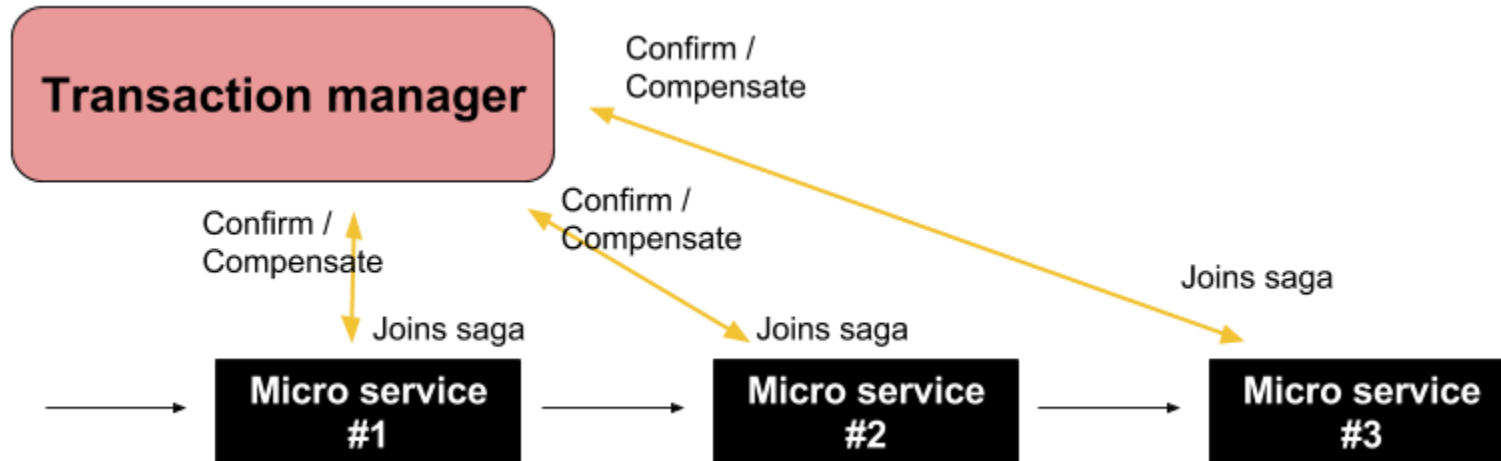 Transaction manager
Confirm /
Compensate
Confirm /
Compensate
Confirm /
Compensate
Joins saga
Joins saga
Joins saga
Micro service
#1
Micro service
#2
Micro service
#3